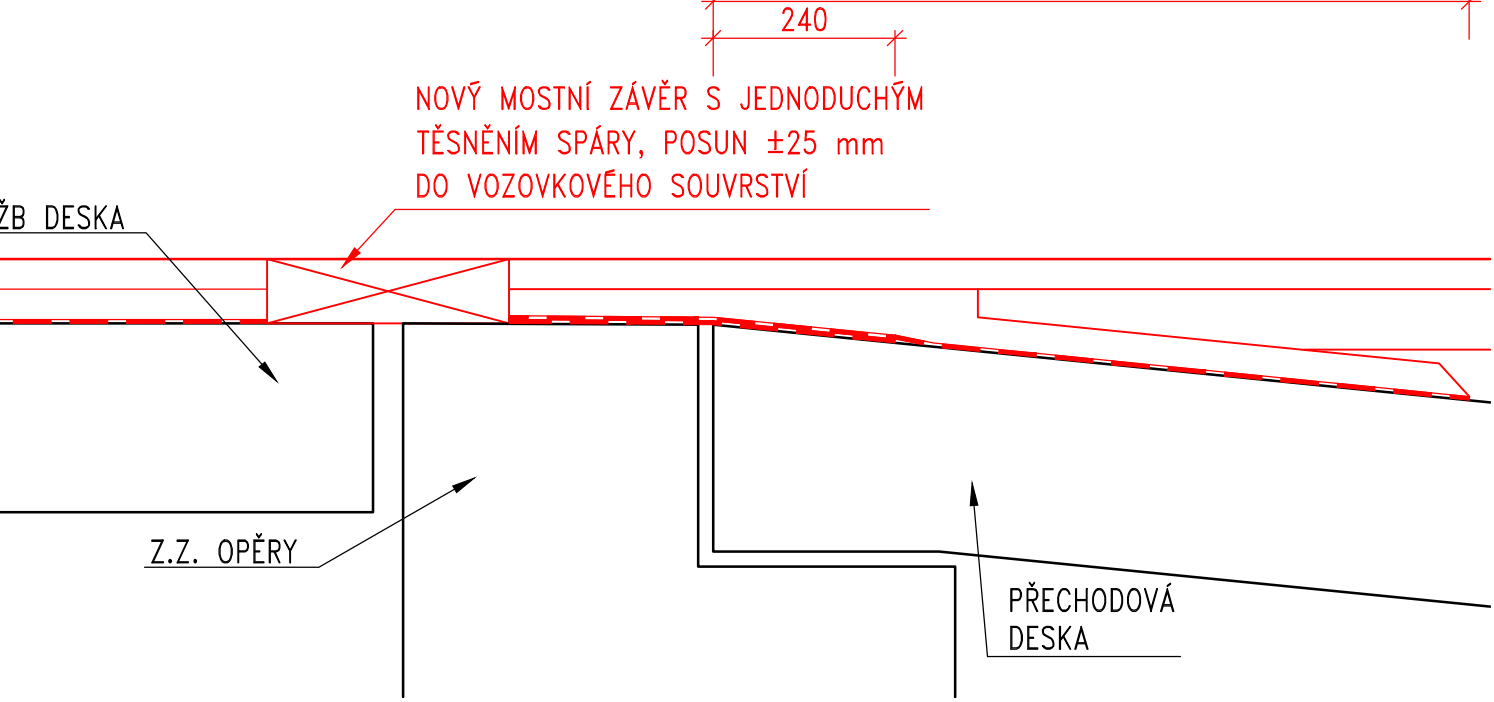 240
NOVÝ MOSTNÍ ZÁVĚR S JEDNODUCHÝM
TĚSNĚNÍM SPÁRY, POSUN ±25 mm
DO VOZOVKOVÉHO SOUVRSTVÍ
ŽB DESKA
Z.Z. OPĚRY
PŘECHODOVÁ
DESKA